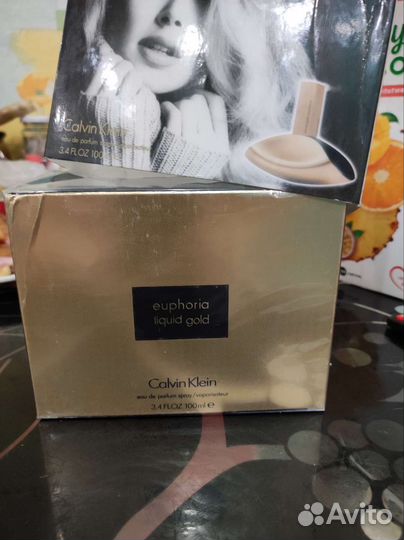 Calvin Klein
eau de parfum
3.4 FL.OZ 100
euphoria
liquid gold
Calvin Klein
eau de parfum spray/vaporisateur
3.4 FL.OZ 100ml e
Avito